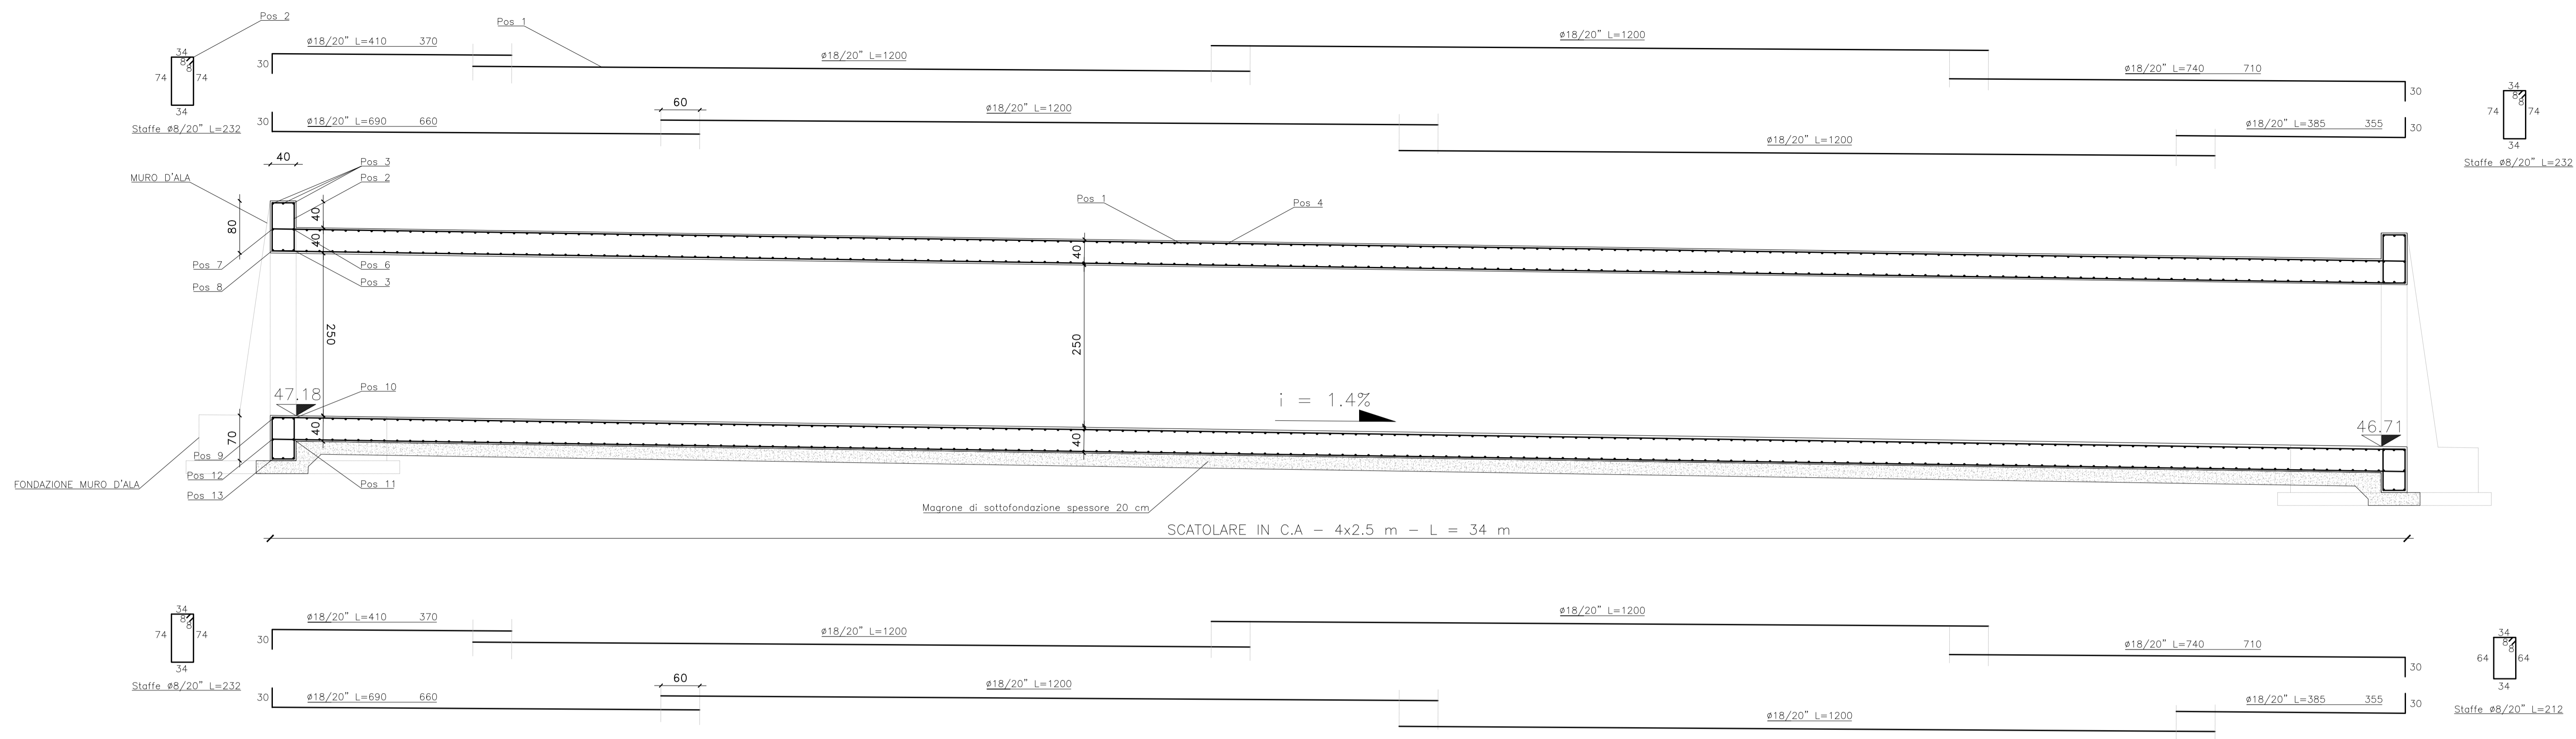 Pos 2
Pos 1
34
8
8
74
74
34
Staffe ø8/20" L=232
30
ø18/20" L=410
370
ø18/20" L=1200
ø18/20" L=1200
ø18/20" L=740
710
30
34
8
8
74
74
34
Staffe ø8/20" L=232
30
ø18/20" L=690
660
60
ø18/20" L=1200
ø18/20" L=1200
ø18/20" L=385
355
30
40
Pos 3
Pos 2
MURO D'ALA
80
40
40
Pos 7
Pos 6
Pos 8
Pos 3
Pos 1
Pos 4
40
250
250
Pos 10
47.18
i = 1.4%
46.71
70
40
40
Pos 9
Pos 12
Pos 11
FONDAZIONE MURO D'ALA
Pos 13
Magrone di sottofondazione spessore 20 cm
SCATOLARE IN C.A - 4x2.5 m - L = 34 m
34
8
8
74
74
34
Staffe ø8/20" L=232
30
ø18/20" L=410
370
ø18/20" L=1200
ø18/20" L=1200
ø18/20" L=740
710
30
34
8
8
64
64
34
Staffe ø8/20" L=212
30
ø18/20" L=690
660
60
ø18/20" L=1200
ø18/20" L=1200
ø18/20" L=385
355
30